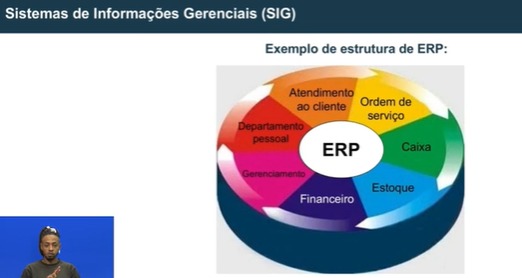 Sistemas de Informações Gerenciais (SIG)
Exemplo de estrutura de ERP:
Atendimento
ao cliente
Ordem de
serviço
Departamento
pessoal
ERP
Caixa
Gerenciamento
Estoque
Financeiro